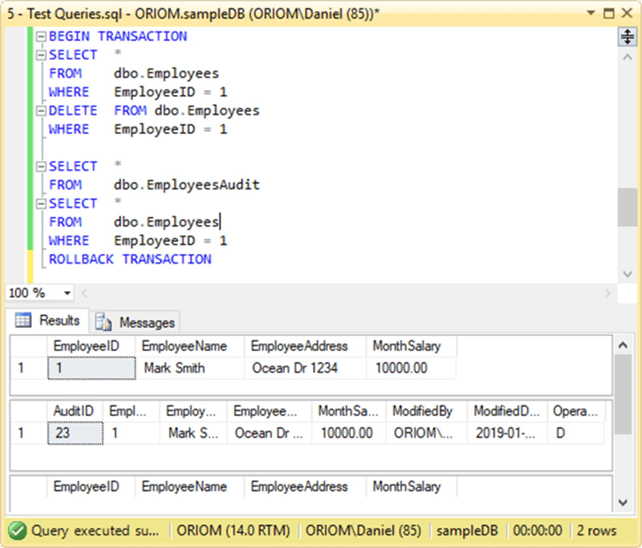 5 - Test Queries.sql - ORIOM.sampleDB (ORIOM\Daniel (85))*
BEGIN TRANSACTION
SELECT *
FROM dbo.Employees
WHERE EmployeeID = 1
DELETE FROM dbo.Employees
WHERE EmployeeID = 1
SELECT *
FROM dbo.EmployeesAudit
SELECT *
FROM dbo.Employees
WHERE EmployeeID = 1
ROLLBACK TRANSACTION
100 %
Results Messages
EmployeeID EmployeeName EmployeeAddress MonthSalary
1 1 Mark Smith Ocean Dr 1234 10000.00
AuditID Empl... Employ... Employee... MonthSa... ModifiedBy ModifiedD... Opera...
1 23 1 Mark S... Ocean Dr ... 10000.00 ORIOM\... 2019-01-... D
EmployeeID EmployeeName EmployeeAddress MonthSalary
Query executed su... ORIOM (14.0 RTM) ORIOM\Daniel (85) sampleDB 00:00:00 2 rows